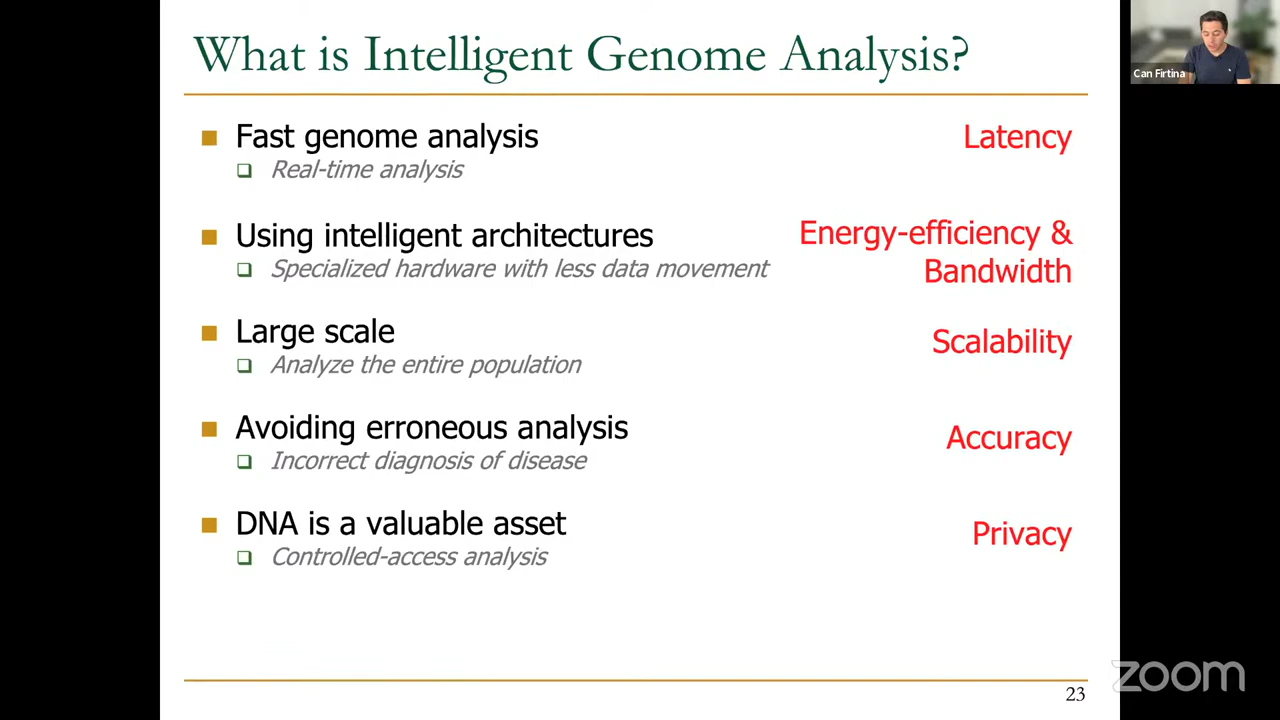 What is Intelligent Genome Analysis?
Can Firtina
Fast genome analysis
Latency
Real-time analysis
Using intelligent architectures
Energy-efficiency &
Bandwidth
Specialized hardware with less data movement
Large scale
Scalability
Analyze the entire population
Avoiding erroneous analysis
Accuracy
Incorrect diagnosis of disease
DNA is a valuable asset
Privacy
Controlled-access analysis
zoom
23